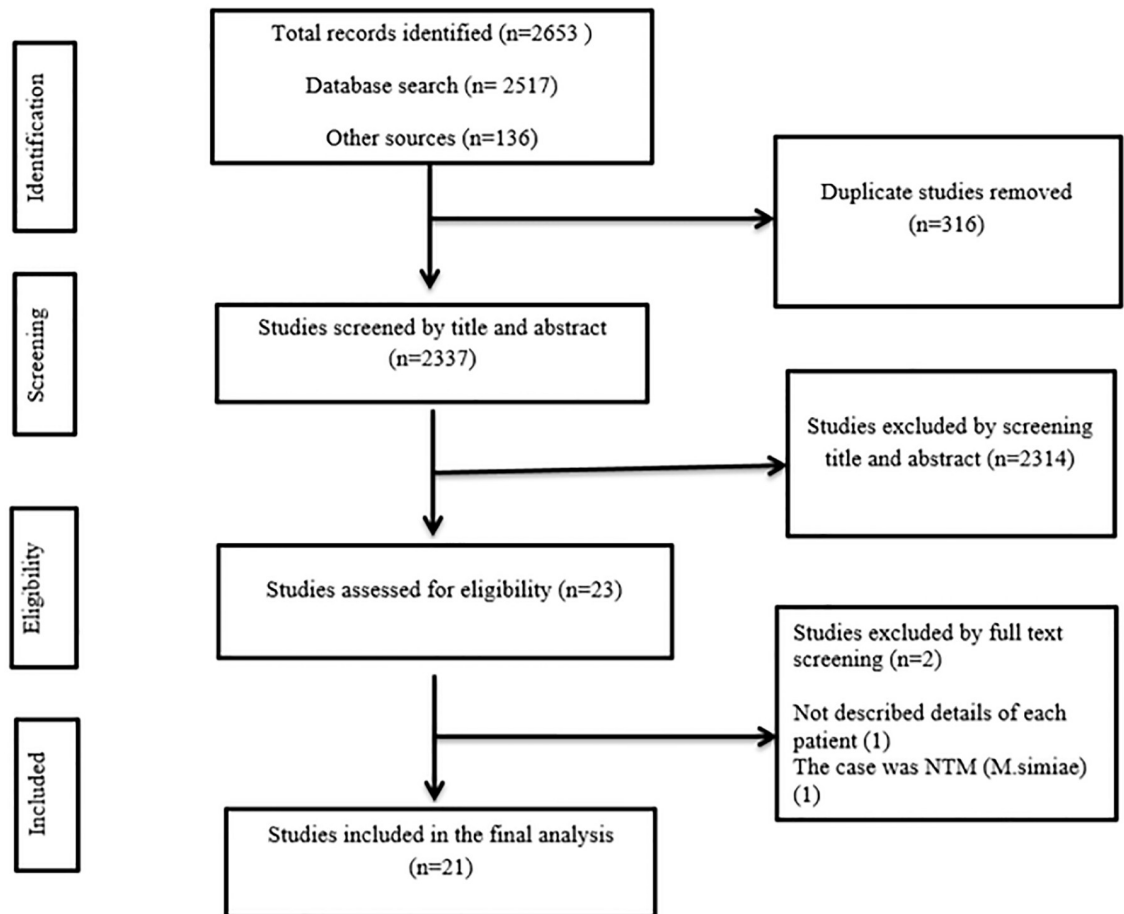 Identification
Total records identified (n=2653 )
Database search (n= 2517)
Other sources (n=136)
Duplicate studies removed
(n=316)
Screening
Studies screened by title and abstract
(n=2337)
Studies excluded by screening
title and abstract (n=2314)
Eligibility
Studies assessed for eligibility (n=23)
Studies excluded by full text
screening (n=2)
Not described details of each
patient (1)
The case was NTM (M.simiae)
(1)
Included
Studies included in the final analysis
(n=21)